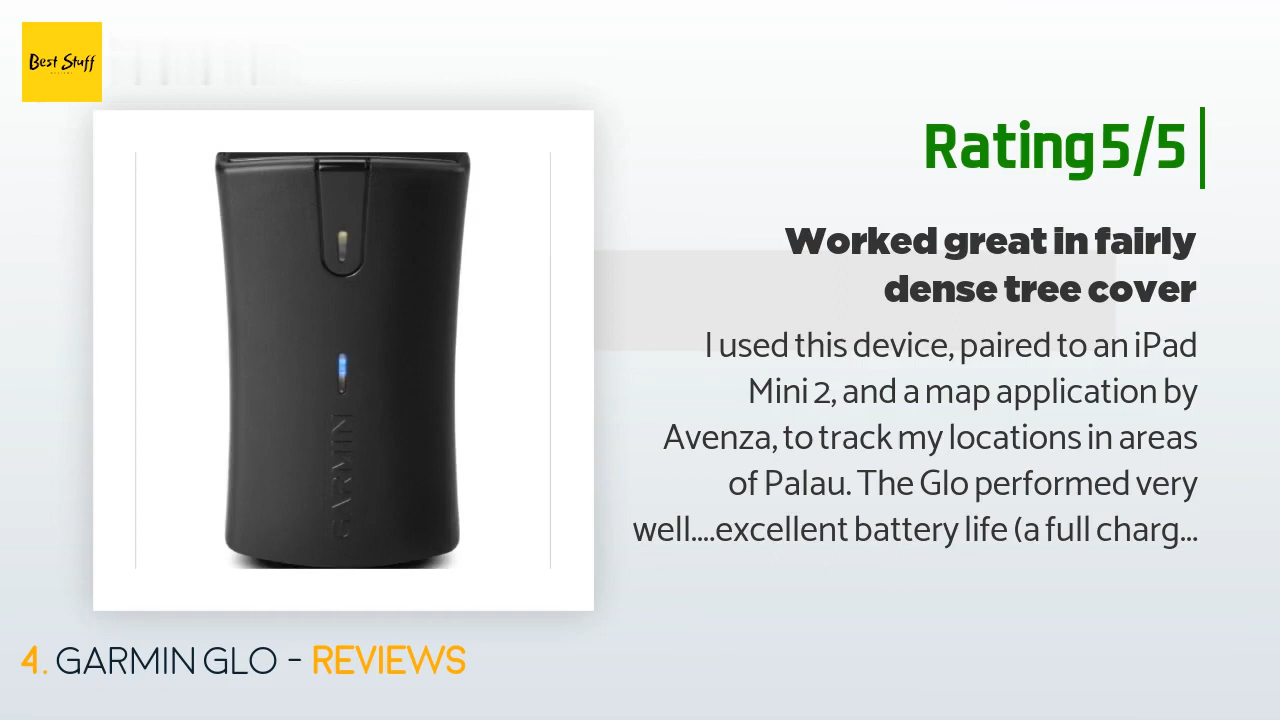 Best Stuff
Rating 5/5
Worked great in fairly
dense tree cover
I used this device, paired to an iPad
Mini 2, and a map application by
Avenza, to track my locations in areas
of Palau. The Glo performed very
well....excellent battery life (a full charg...
GARMIN
4. GARMIN GLO - REVIEWS